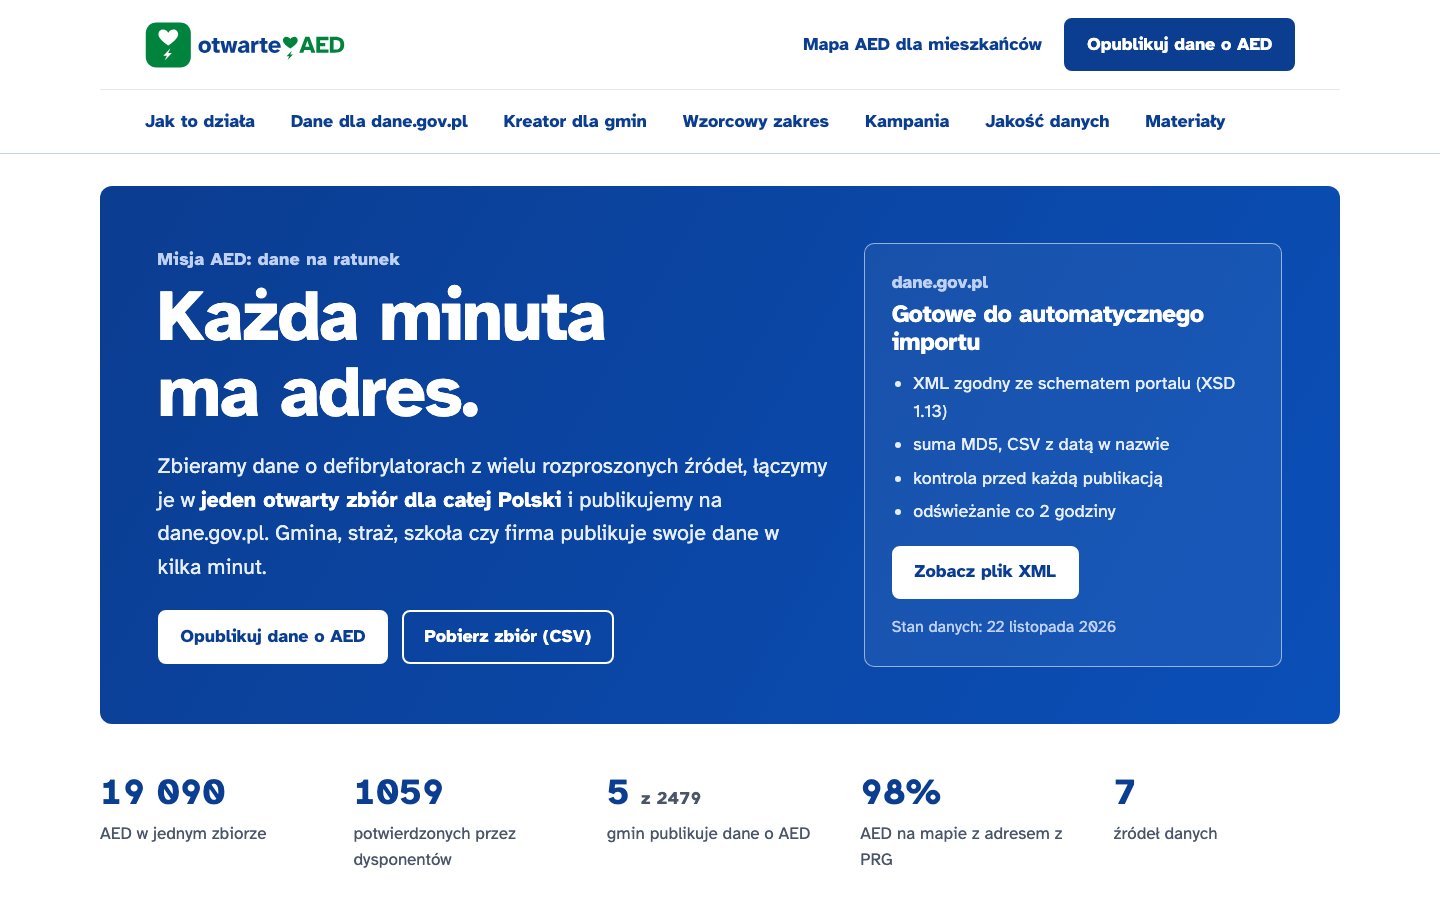 otwarte AED
Mapa AED dla mieszkańców
Opublikuj dane o AED
Jak to działa
Dane dla dane.gov.pl
Kreator dla gmin
Wzorcowy zakres
Kampania
Jakość danych
Materiały
Misja AED: dane na ratunek
Każda minuta
ma adres.
Zbieramy dane o defibrylatorach z wielu rozproszonych źródeł, łączymy
je w jeden otwarty zbiór dla całej Polski i publikujemy na
dane.gov.pl. Gmina, straż, szkoła czy firma publikuje swoje dane w
kilka minut.
Opublikuj dane o AED
Pobierz zbiór (CSV)
dane.gov.pl
Gotowe do automatycznego
importu
• XML zgodny ze schematem portalu (XSD
1.13)
• suma MD5, CSV z datą w nazwie
• kontrola przed każdą publikacją
• odświeżanie co 2 godziny
Zobacz plik XML
Stan danych: 22 listopada 2026
19 090
AED w jednym zbiorze
1059
potwierdzonych przez
dysponentów
5 z 2479
gmin publikuje dane o AED
98%
AED na mapie z adresem z
PRG
7
źródeł danych